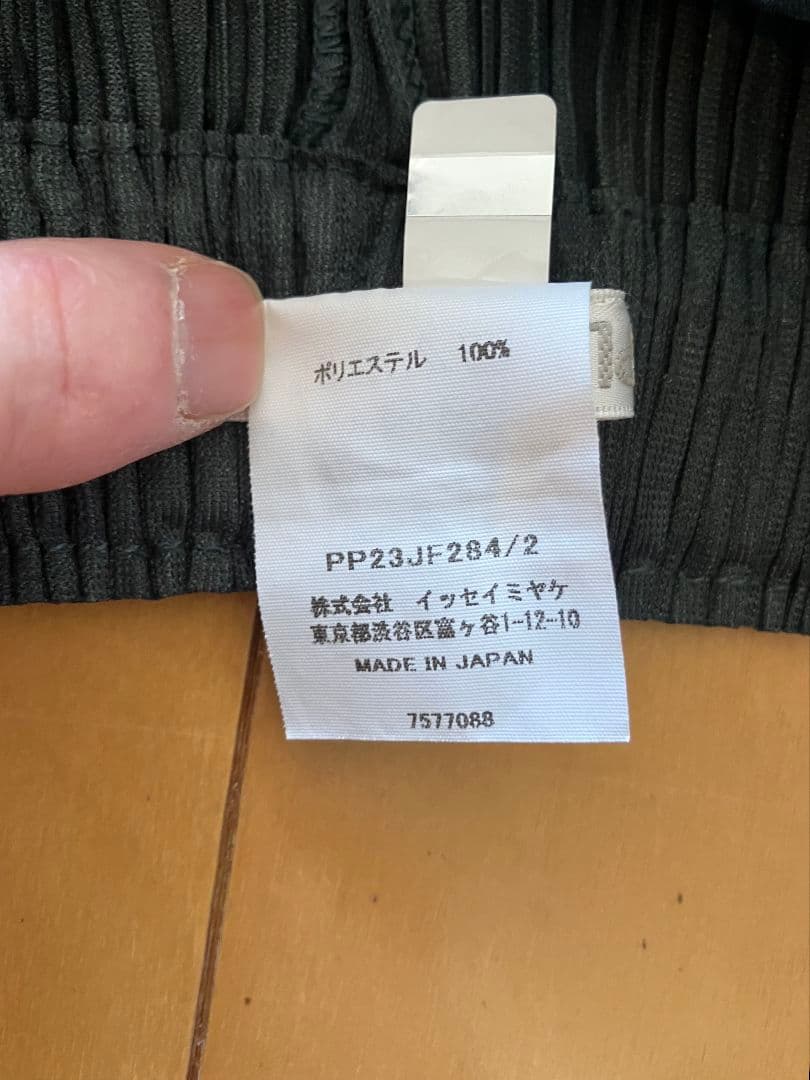 ポリエステル 100%
PP23JF284/2
株式会社 イッセイミヤケ
東京都渋谷区富ヶ谷1-12-10
MADE IN JAPAN
7577088